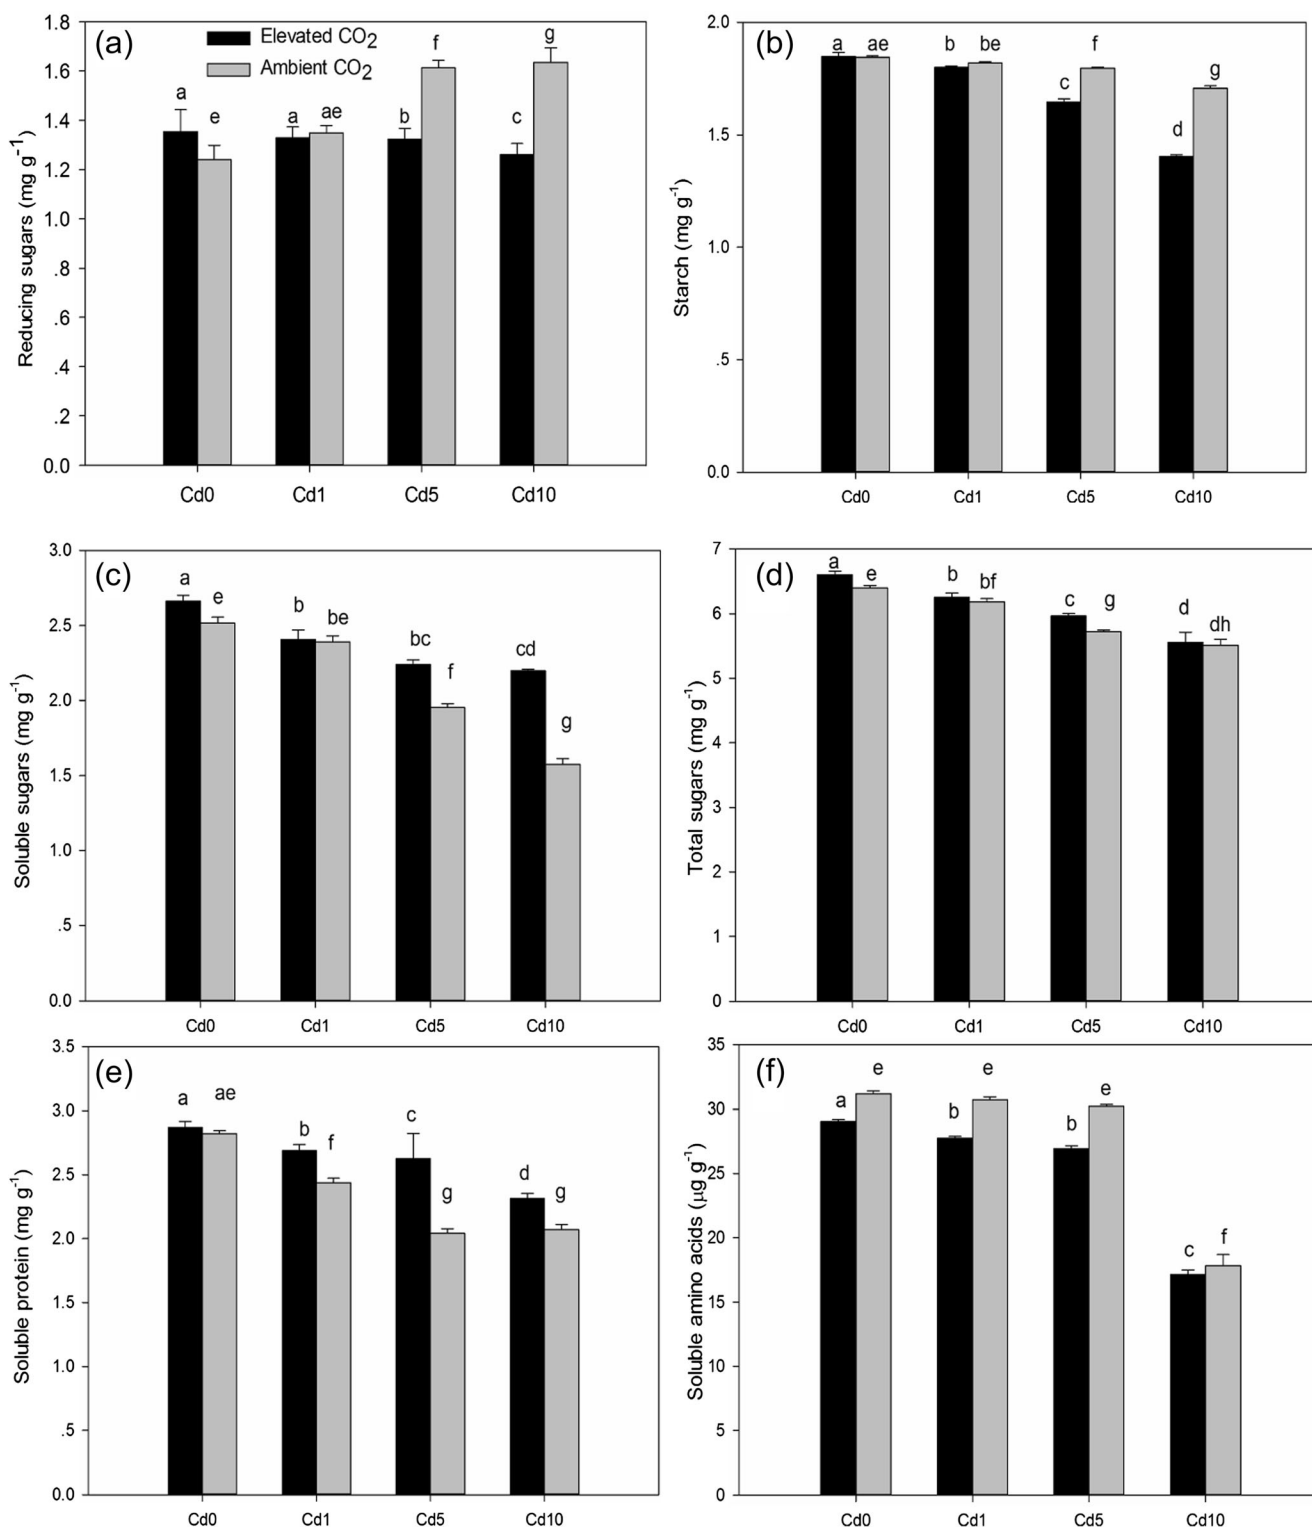 (a)
Elevated CO2
Ambient CO2
Reducing sugars (mg g-1)
1.8
1.6
1.4
1.2
1.0
.8
.6
.4
.2
0.0
a
e
a
ae
b
f
c
g
Cd0 Cd1 Cd5 Cd10
(b)
Starch (mg g-1)
2.0
1.5
1.0
.5
0.0
a
ae
b
be
c
f
d
g
Cd0 Cd1 Cd5 Cd10
(c)
Soluble sugars (mg g-1)
3.0
2.5
2.0
1.5
1.0
.5
0.0
a
e
b
be
bc
f
cd
g
Cd0 Cd1 Cd5 Cd10
(d)
Total sugars (mg g-1)
7
6
5
4
3
2
1
0
a
e
b
bf
c
g
d
dh
Cd0 Cd1 Cd5 Cd10
(e)
Soluble protein (mg g-1)
3.5
3.0
2.5
2.0
1.5
1.0
.5
0.0
a
ae
b
f
c
g
d
g
Cd0 Cd1 Cd5 Cd10
(f)
Soluble amino acids (µg g-1)
35
30
25
20
15
10
5
0
a
e
b
e
b
e
c
f
Cd0 Cd1 Cd5 Cd10